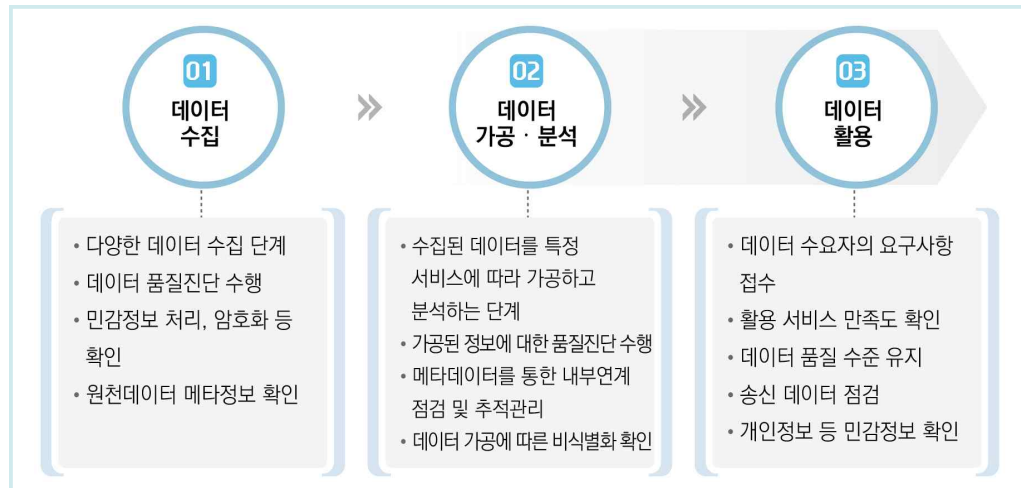 01
데이터
수집
02
데이터
가공 · 분석
03
데이터
활용
• 다양한 데이터 수집 단계
• 데이터 품질진단 수행
• 민감정보 처리, 암호화 등
확인
• 원천데이터 메타정보 확인
• 수집된 데이터를 특정
서비스에 따라 가공하고
분석하는 단계
• 가공된 정보에 대한 품질진단 수행
• 메타데이터를 통한 내부연계
점검 및 추적관리
• 데이터 가공에 따른 비식별화 확인
• 데이터 수요자의 요구사항
접수
• 활용 서비스 만족도 확인
• 데이터 품질 수준 유지
• 송신 데이터 점검
• 개인정보 등 민감정보 확인